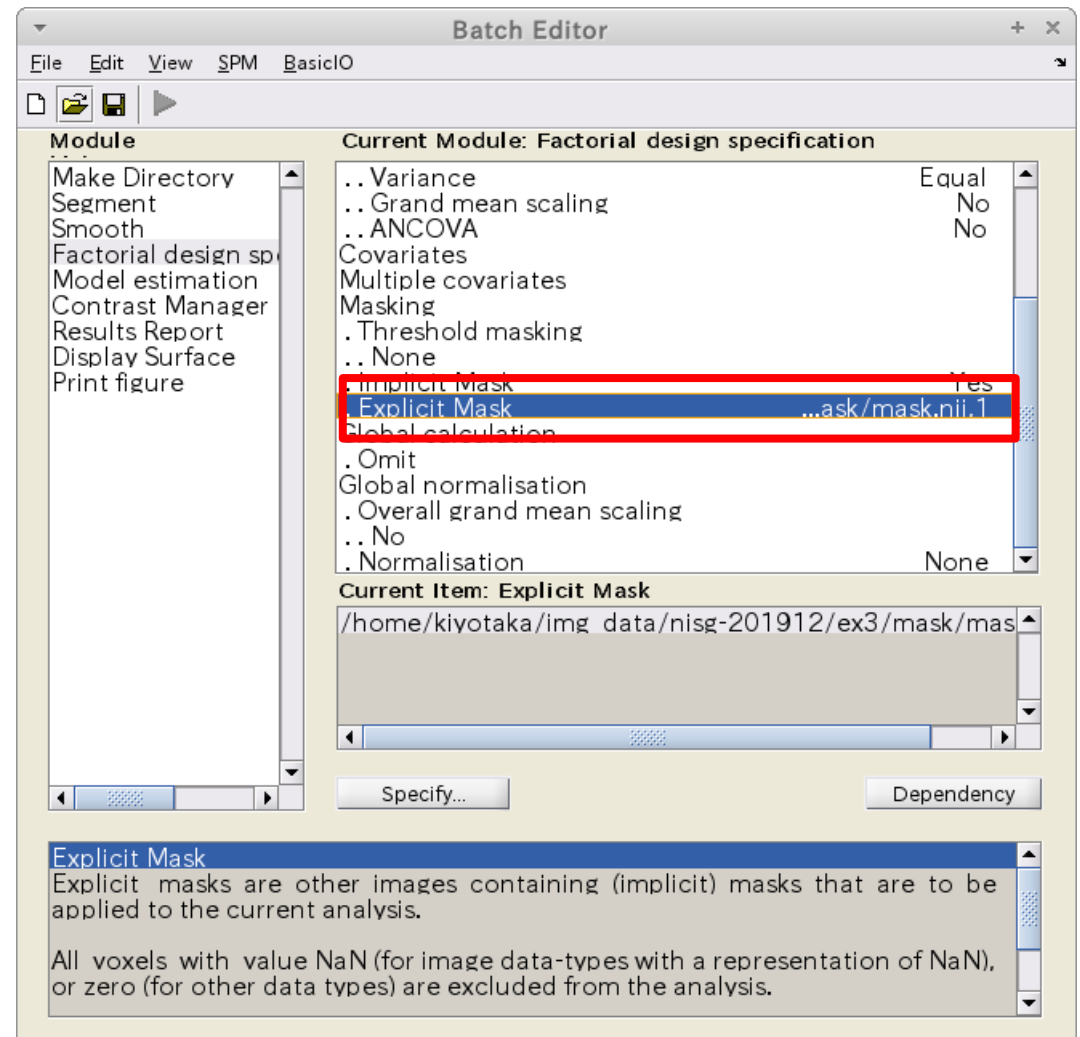 Batch Editor
File Edit View SPM BasicIO
Module
Make Directory
Segment
Smooth
Factorial design sp
Model estimation
Contrast Manager
Results Report
Display Surface
Print figure
Current Module: Factorial design specification
. . Variance Equal
. . Grand mean scaling No
. . ANCOVA No
Covariates
Multiple covariates
Masking
. Threshold masking
. . None
. Implicit Mask Yes
. Explicit Mask ...ask/mask.nii,1
Global calculation
. Omit
Global normalisation
. Overall grand mean scaling
. . No
. Normalisation None
Current Item: Explicit Mask
/home/kiyotaka/img_data/nisg-201912/ex3/mask/mas
Specify... Dependency
Explicit Mask
Explicit masks are other images containing (implicit) masks that are to be
applied to the current analysis.
All voxels with value NaN (for image data-types with a representation of NaN),
or zero (for other data types) are excluded from the analysis.